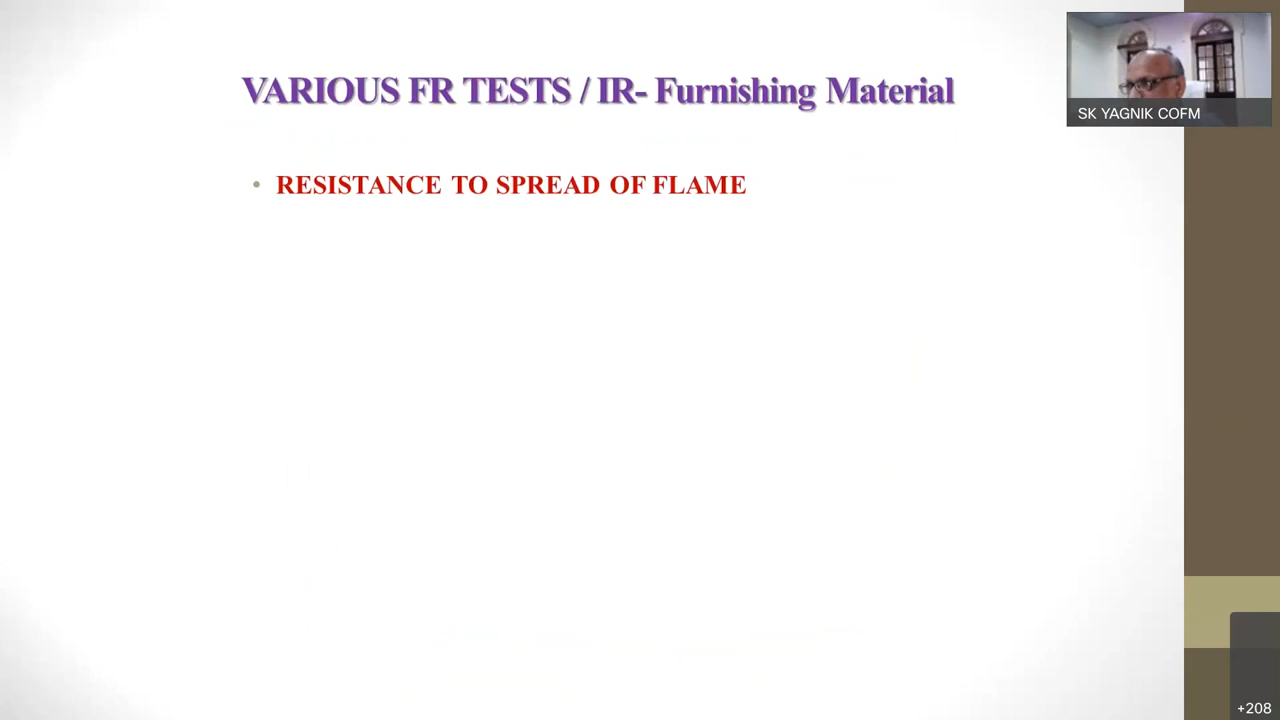 VARIOUS FR TESTS / IR- Furnishing Material
SK YAGNIK COFM
• RESISTANCE TO SPREAD OF FLAME
+208